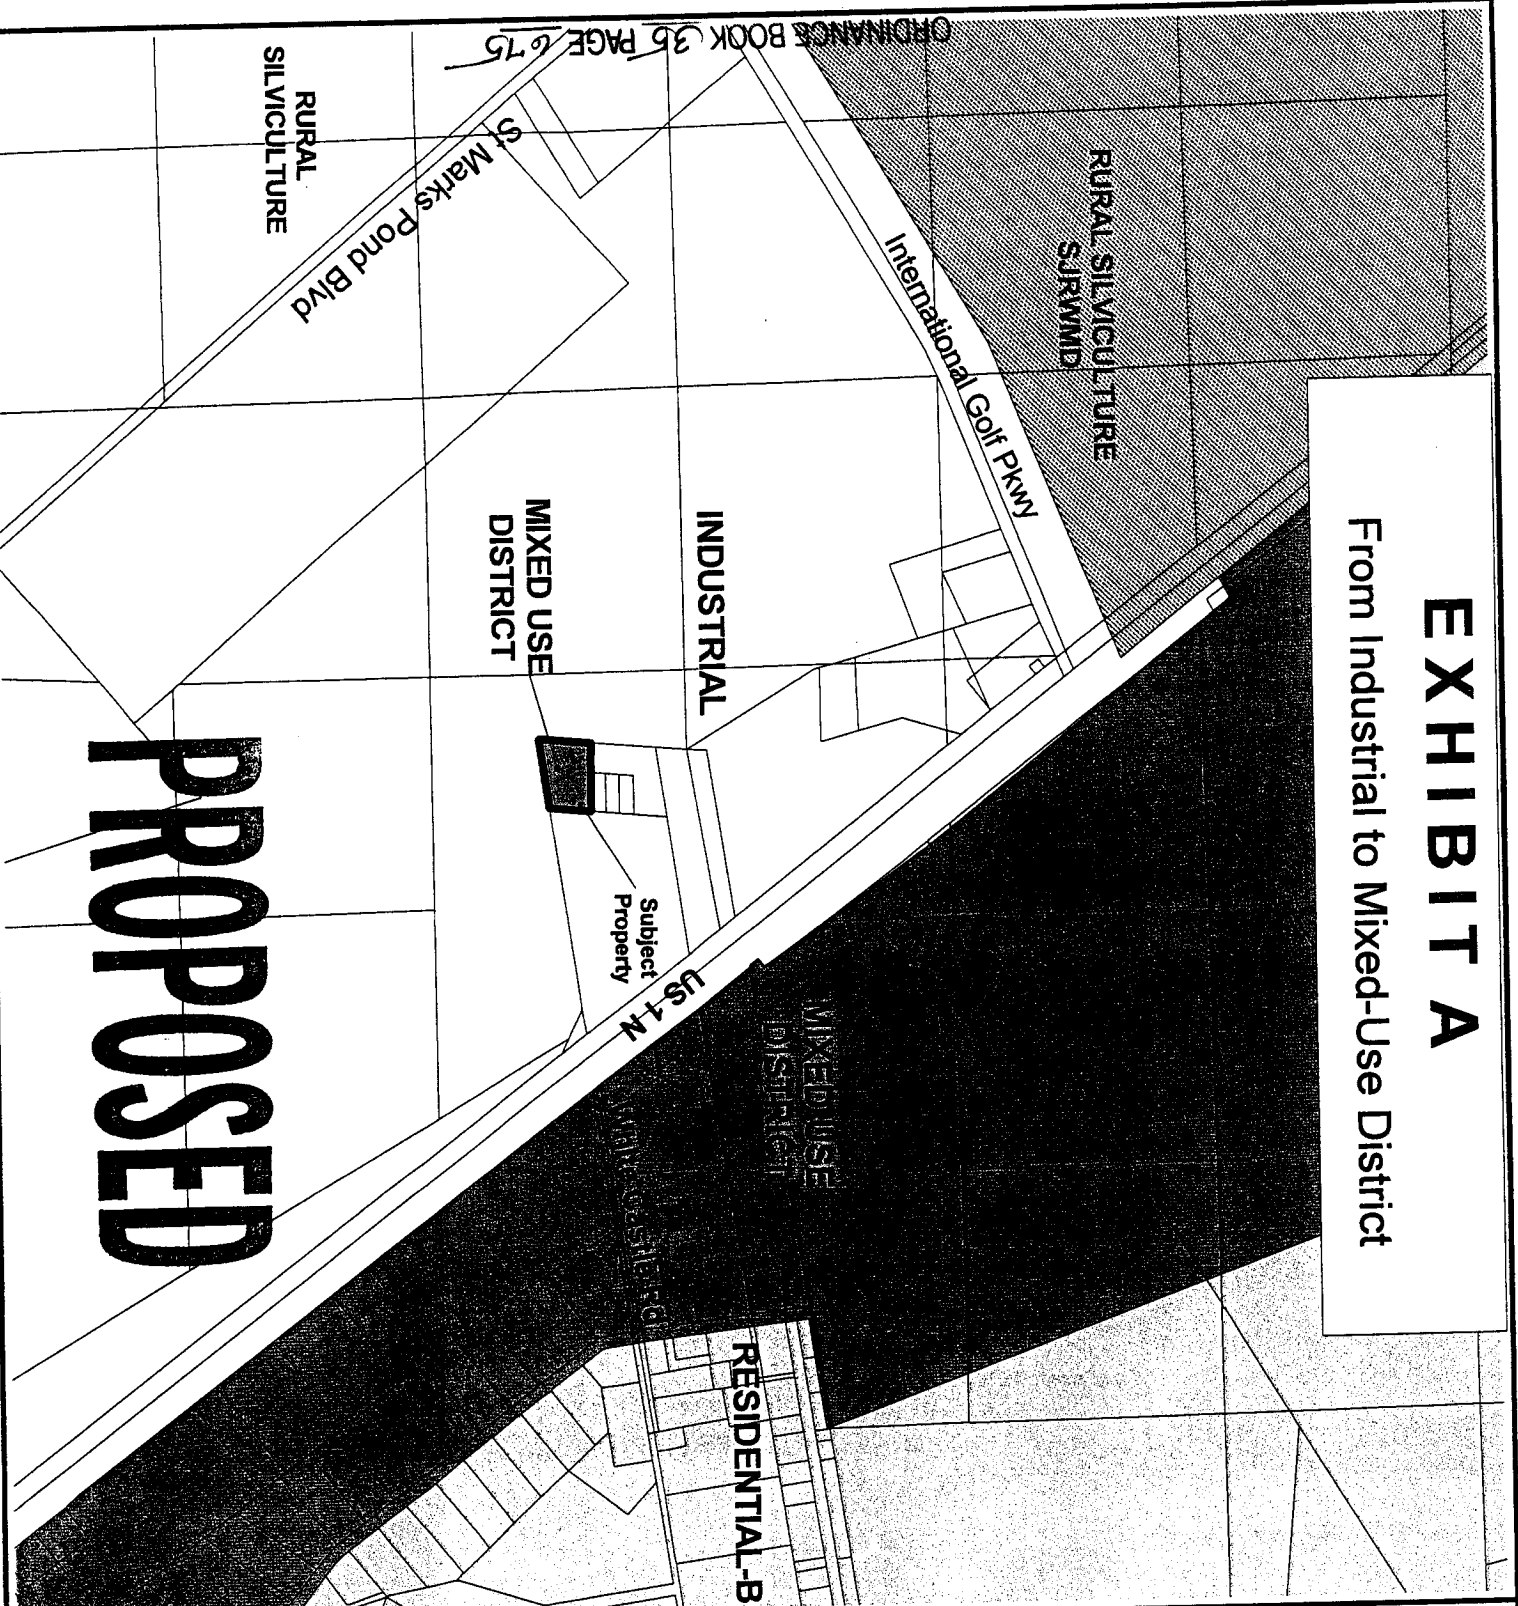 EXHIBIT A
From Industrial to Mixed-Use District
RURAL SILVICULTURE
SJRWMD
International Golf Pkwy
ORDINANCE BOOK 35 PAGE 675
RURAL
SILVICULTURE
St Marks Pond Blvd
INDUSTRIAL
MIXED USE
DISTRICT
Subject
Property
US 1 N
MIXED USE
DISTRICT
RESIDENTIAL-B
PROPOSED